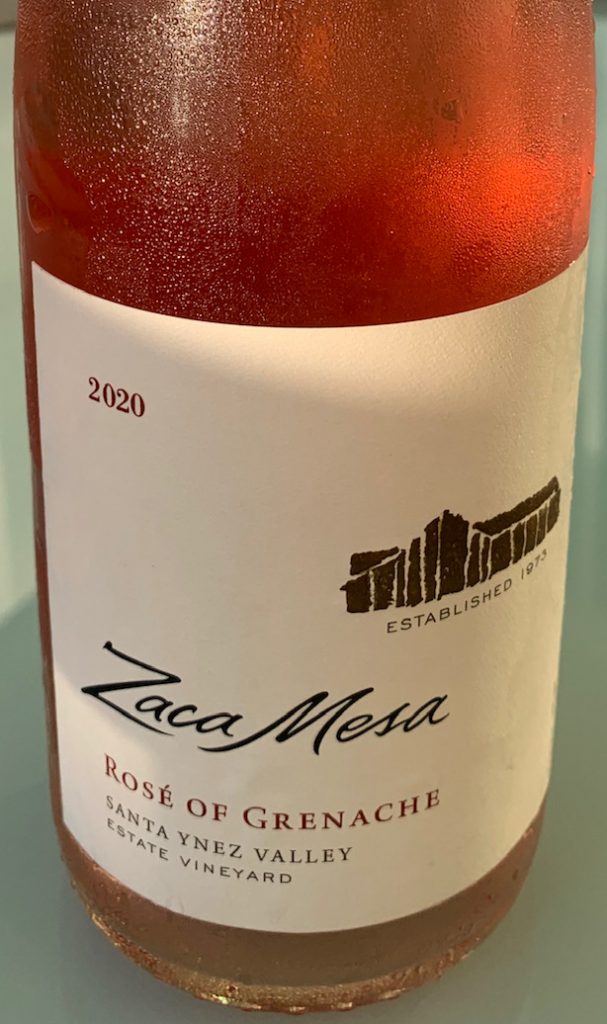 2020
ESTABLISHED 1973
Zaca Mesa
ROSÉ OF GRENACHE
SANTA YNEZ VALLEY
ESTATE VINEYARD